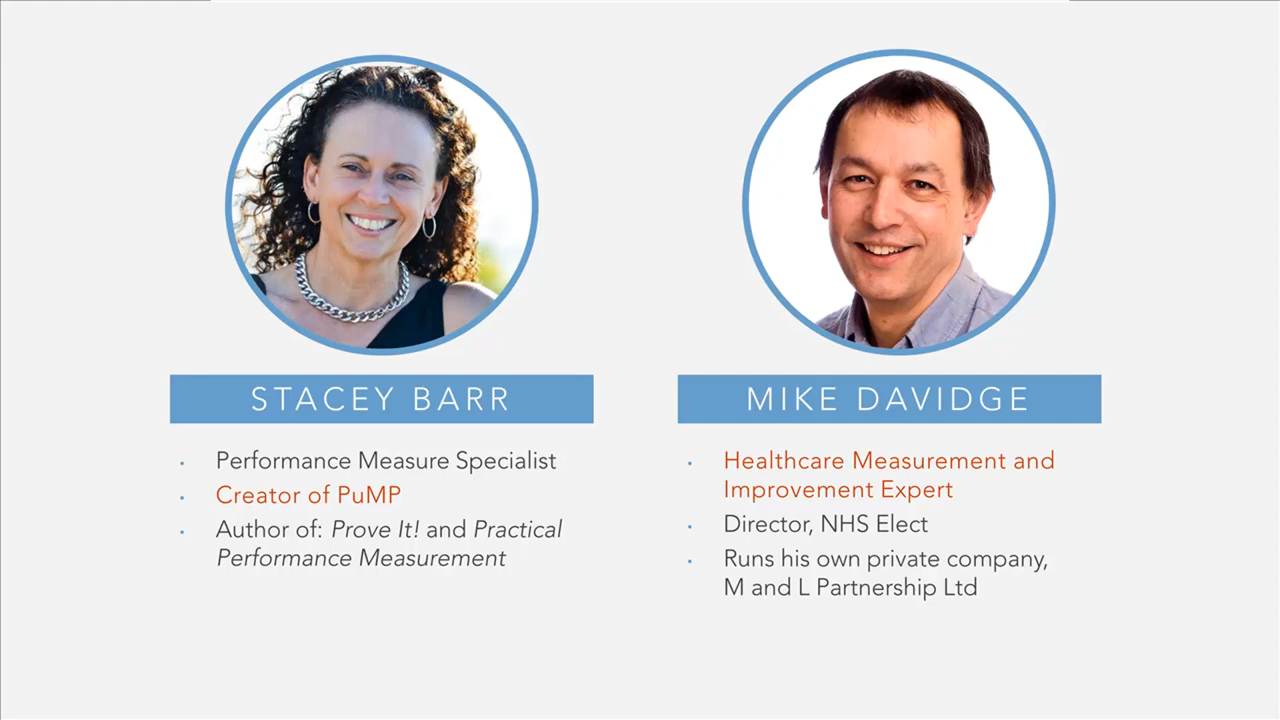 STACEY BARR
• Performance Measure Specialist
• Creator of PuMP
• Author of: Prove It! and Practical
Performance Measurement
MIKE DAVIDGE
• Healthcare Measurement and
Improvement Expert
• Director, NHS Elect
• Runs his own private company,
M and L Partnership Ltd